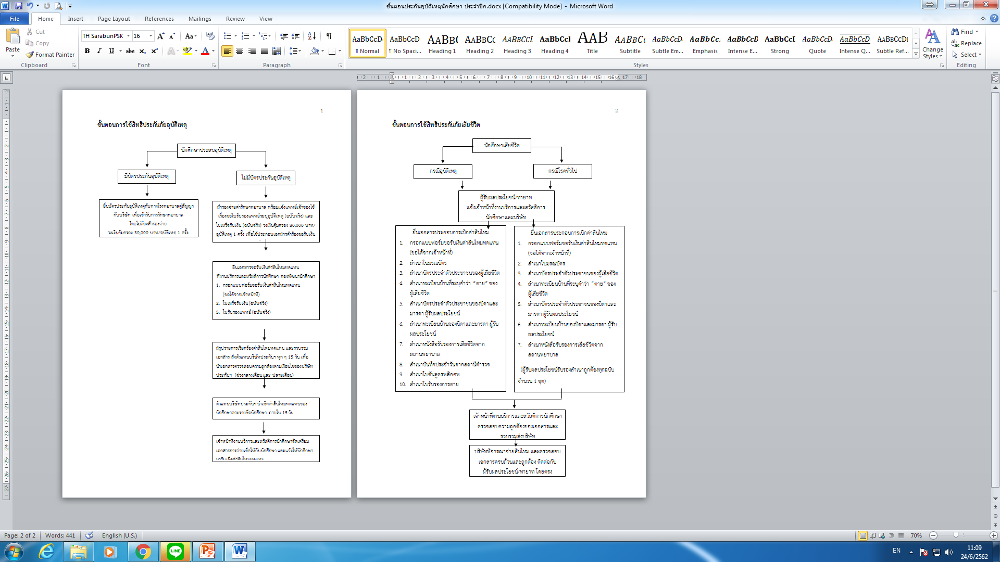 ขั้นตอนประกันอุบัติเหตุนักศึกษา ประจำปีก.docx [Compatibility Mode] - Microsoft Word
File Home Insert Page Layout References Mailings Review View
Paste
Cut
Copy
Format Painter
Clipboard
TH SarabunPSK 16
Font
Paragraph
AaBbCcD AaBbCcD AaBbC AaBbCc AaBbCcI AaBbCcI AaB AaBbCc AaBbCcD AaBbCcI AaBbCcD AaBbCcI AaBbCcD AaBbCcD AaBbCcDi
¶ Normal ¶ No Spaci... Heading 1 Heading 2 Heading 3 Heading 4 Title Subtitle Subtle Em... Emphasis Intense E... Strong Quote Intense Q... Subtle Ref...
Change
Styles
Styles
Find
Replace
Select
Editing
1
ขั้นตอนการใช้สิทธิประกันภัยอุบัติเหตุ
นักศึกษาประสบอุบัติเหตุ
มีบัตรประกันอุบัติเหตุ
ไม่มีบัตรประกันอุบัติเหตุ
ยื่นบัตรประกันอุบัติเหตุกับทางโรงพยาบาลคู่สัญญา
กับบริษัท เพื่อเข้ารับการรักษาพยาบาล
โดยไม่ต้องสำรองจ่าย
วงเงินคุ้มครอง 30,000 บาท/อุบัติเหตุ 1 ครั้ง
สำรองจ่ายค่ารักษาพยาบาล พร้อมแจ้งแพทย์เจ้าของไข้
เรื่องขอใบรับรองแพทย์ระบุอุบัติเหตุ (ฉบับจริง) และ
ใบเสร็จรับเงิน (ฉบับจริง) วงเงินคุ้มครอง 30,000 บาท/
อุบัติเหตุ 1 ครั้ง เพื่อใช้ประกอบเอกสารคำร้องขอรับเงิน
ยื่นเอกสารขอรับเงินค่าสินไหมทดแทน
ที่งานบริการและสวัสดิการนักศึกษา กองพัฒนานักศึกษา
1. กรอกแบบฟอร์มขอรับเงินค่าสินไหมทดแทน
(ขอได้จากเจ้าหน้าที่)
2. ใบเสร็จรับเงิน (ฉบับจริง)
3. ใบรับรองแพทย์ (ฉบับจริง)
สรุปรายการเรียกร้องค่าสินไหมทดแทน และรวบรวม
เอกสาร ส่งตัวแทนบริษัทประกันฯ ทุก ๆ 15 วัน เพื่อ
นำเอกสารตรวจสอบความถูกต้องตามเงื่อนไขของบริษัท
ประกันฯ (ช่วงกลางเดือน และ ปลายเดือน)
ตัวแทนบริษัทประกันฯ นำเช็คค่าสินไหมทดแทนของ
นักศึกษาตามรายชื่อนักศึกษา ภายใน 15 วัน
เจ้าหน้าที่งานบริการและสวัสดิการนักศึกษาจัดเตรียม
เอกสารการจ่ายเช็คให้กับนักศึกษา และแจ้งให้นักศึกษา
มารับเช็คค่าสินไหมทดแทน
2
ขั้นตอนการใช้สิทธิประกันภัยเสียชีวิต
นักศึกษาเสียชีวิต
กรณีอุบัติเหตุ
กรณีโรคทั่วไป
ผู้รับผลประโยชน์/ทายาท
แจ้งเจ้าหน้าที่งานบริการและสวัสดิการ
นักศึกษาและบริษัท
ยื่นเอกสารประกอบการเบิกค่าสินไหม
1. กรอกแบบฟอร์มขอรับเงินค่าสินไหมทดแทน
(ขอได้จากเจ้าหน้าที่)
2. สำเนาใบมรณบัตร
3. สำเนาบัตรประจำตัวประชาชนของผู้เสียชีวิต
4. สำเนาทะเบียนบ้านที่ระบุคำว่า “ตาย” ของ
ผู้เสียชีวิต
5. สำเนาบัตรประจำตัวประชาชนของบิดาและ
มารดา ผู้รับผลประโยชน์
6. สำเนาทะเบียนบ้านของบิดาและมารดา ผู้รับ
ผลประโยชน์
7. สำเนาหนังสือรับรองการเสียชีวิตจาก
สถานพยาบาล
8. สำเนาบันทึกประจำวันจากสถานีตำรวจ
9. สำเนาใบชันสูตรพลิกศพ
10. สำเนาใบรับรองการตาย
ยื่นเอกสารประกอบการเบิกค่าสินไหม
1. กรอกแบบฟอร์มขอรับเงินค่าสินไหมทดแทน
(ขอได้จากเจ้าหน้าที่)
2. สำเนาใบมรณบัตร
3. สำเนาบัตรประจำตัวประชาชนของผู้เสียชีวิต
4. สำเนาทะเบียนบ้านที่ระบุคำว่า “ตาย” ของ
ผู้เสียชีวิต
5. สำเนาบัตรประจำตัวประชาชนของบิดาและ
มารดา ผู้รับผลประโยชน์
6. สำเนาทะเบียนบ้านของบิดาและมารดา ผู้รับ
ผลประโยชน์
7. สำเนาหนังสือรับรองการเสียชีวิตจาก
สถานพยาบาล
(ผู้รับผลประโยชน์รับรองสำเนาถูกต้องทุกฉบับ
จำนวน 1 ชุด)
เจ้าหน้าที่งานบริการและสวัสดิการนักศึกษา
ตรวจสอบความถูกต้องของเอกสารและ
รวบรวมส่งบริษัท
บริษัทพิจารณาจ่ายสินไหม และตรวจสอบ
เอกสารครบถ้วนและถูกต้อง ติดต่อกับ
ผู้รับผลประโยชน์/ทายาท โดยตรง
Page: 2 of 2 Words: 441 English (U.S.) 70%
LINE
EN
11:09
24/6/2562